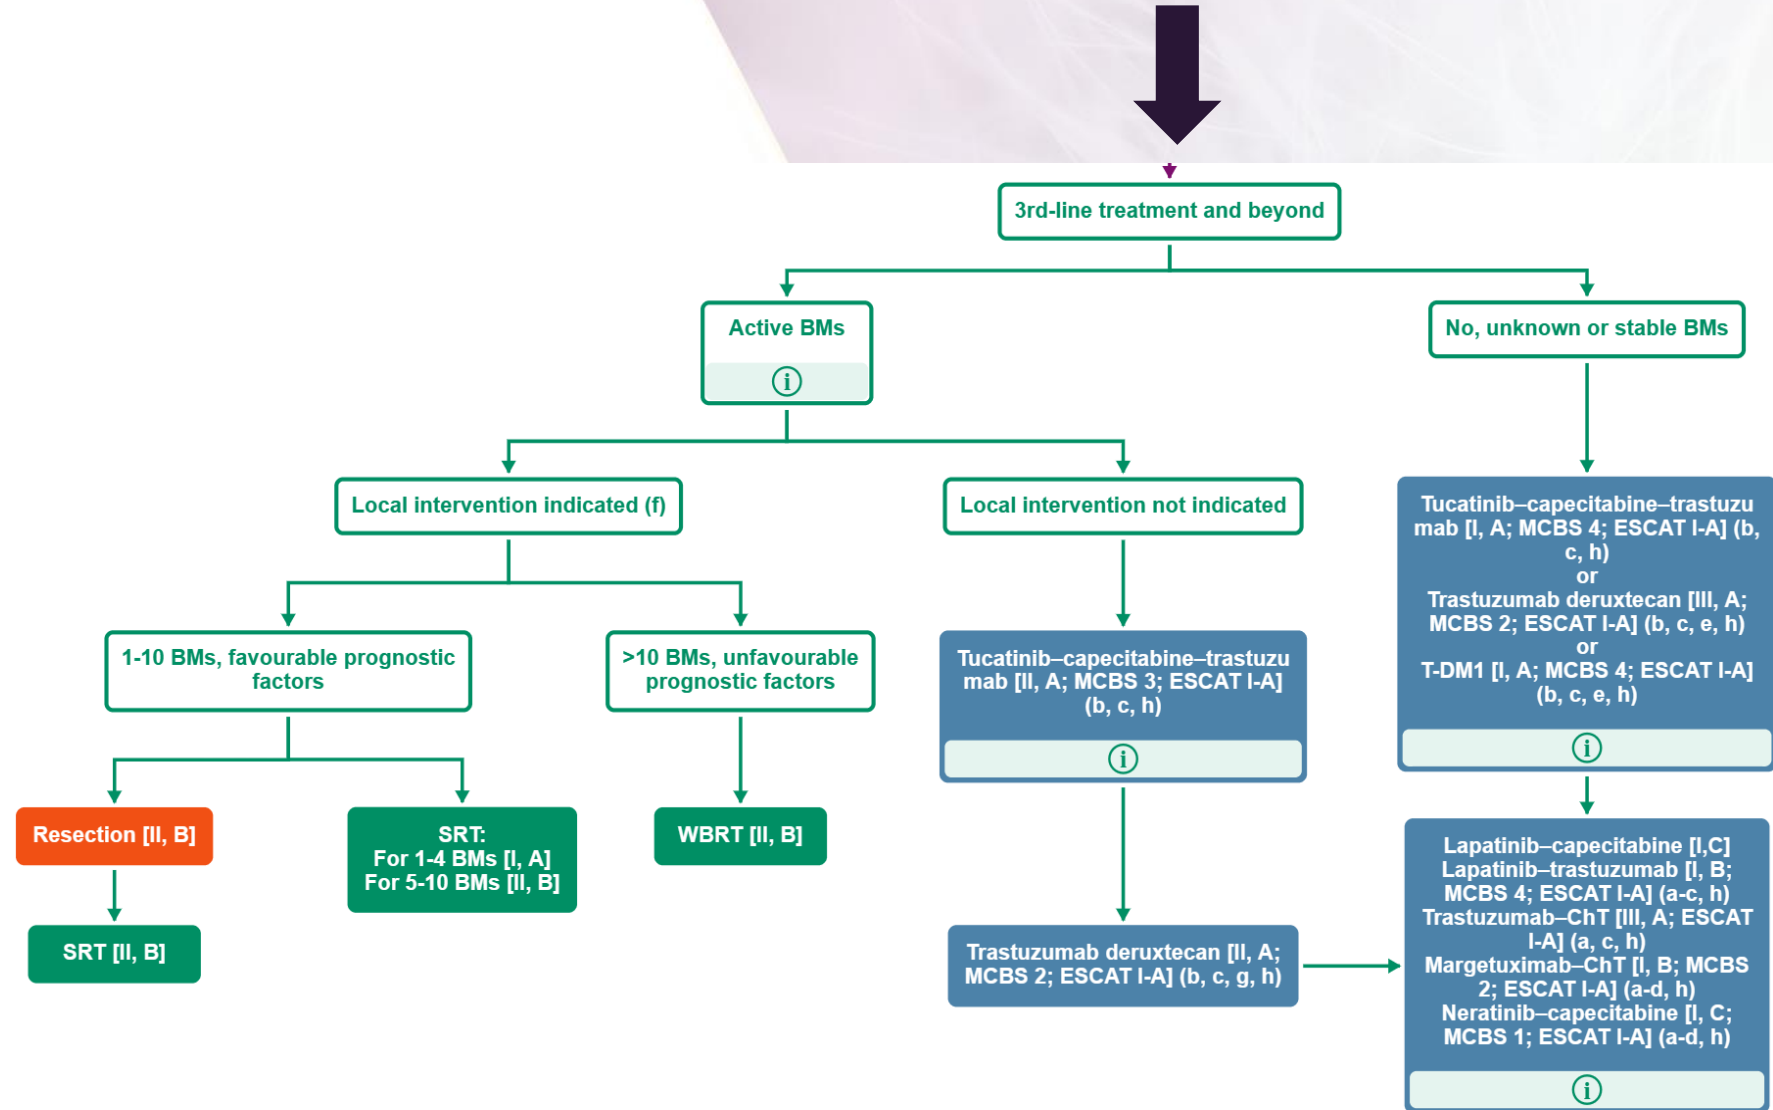 3rd-line treatment and beyond
Active BMs
i
No, unknown or stable BMs
Local intervention indicated (f)
Local intervention not indicated
1-10 BMs, favourable prognostic
factors
>10 BMs, unfavourable
prognostic factors
Resection [II, B]
SRT [II, B]
SRT:
For 1-4 BMs [I, A]
For 5-10 BMs [II, B]
WBRT [II, B]
Tucatinib–capecitabine–trastuzu
mab [II, A; MCBS 3; ESCAT I-A]
(b, c, h)
i
Trastuzumab deruxtecan [II, A;
MCBS 2; ESCAT I-A] (b, c, g, h)
Tucatinib–capecitabine–trastuzu
mab [I, A; MCBS 4; ESCAT I-A] (b,
c, h)
or
Trastuzumab deruxtecan [III, A;
MCBS 2; ESCAT I-A] (b, c, e, h)
or
T-DM1 [I, A; MCBS 4; ESCAT I-A]
(b, c, e, h)
i
Lapatinib–capecitabine [I,C]
Lapatinib–trastuzumab [I, B;
MCBS 4; ESCAT I-A] (a-c, h)
Trastuzumab–ChT [III, A; ESCAT
I-A] (a, c, h)
Margetuximab–ChT [I, B; MCBS
2; ESCAT I-A] (a-d, h)
Neratinib–capecitabine [I, C;
MCBS 1; ESCAT I-A] (a-d, h)
i